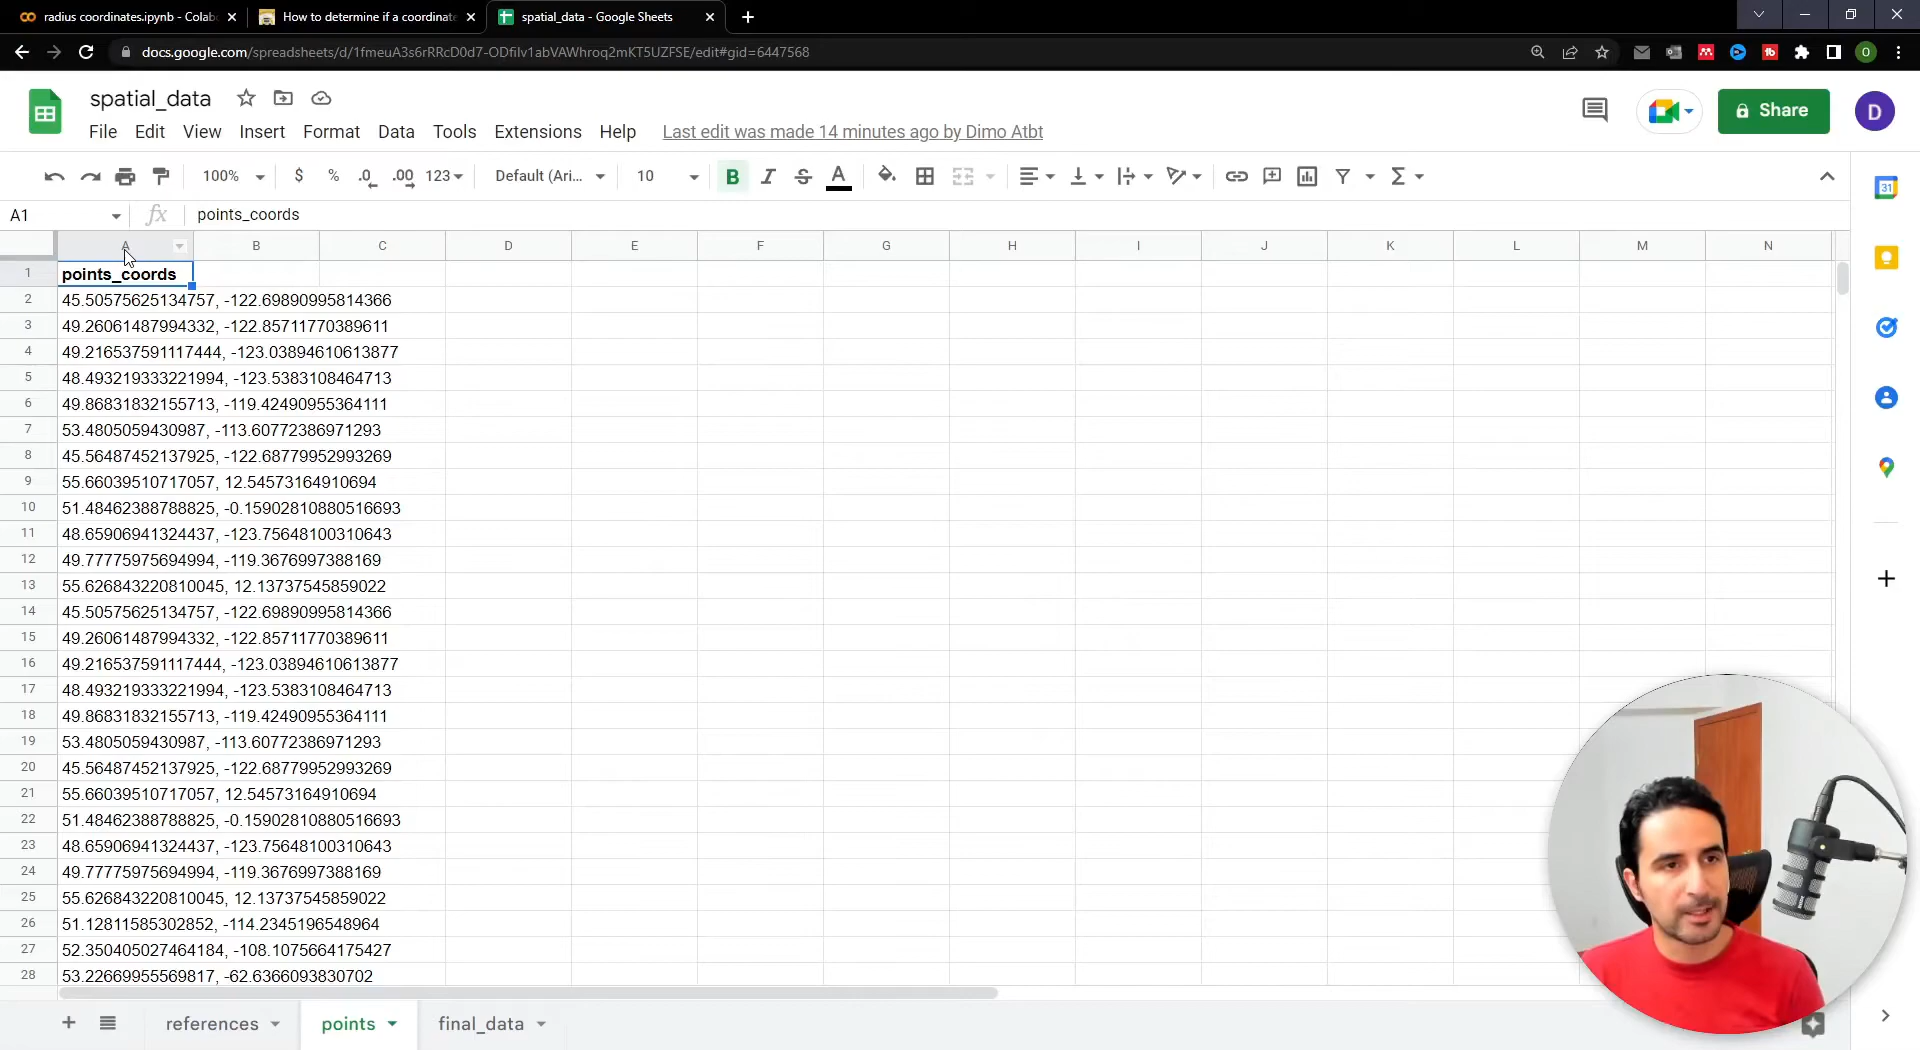 radius coordinates.ipynb - Colab
How to determine if a coordinate
spatial_data - Google Sheets
docs.google.com/spreadsheets/d/1fmeuA3s6rRRcD0d7-ODfilv1abVAWhroq2mKT5UZFSE/edit#gid=6447568
spatial_data
File Edit View Insert Format Data Tools Extensions Help Last edit was made 14 minutes ago by Dimo Atbt
Share
D
100% $ % .0 .00 123 Default (Ari... 10 B I S A
A1 fx points_coords
A B C D E F G H I J K L M N
1 points_coords
2 45.50575625134757, -122.69890995814366
3 49.26061487994332, -122.85711770389611
4 49.216537591117444, -123.03894610613877
5 48.493219333221994, -123.5383108464713
6 49.86831832155713, -119.42490955364111
7 53.4805059430987, -113.60772386971293
8 45.56487452137925, -122.68779952993269
9 55.66039510717057, 12.54573164910694
10 51.48462388788825, -0.15902810880516693
11 48.65906941324437, -123.75648100310643
12 49.77775975694994, -119.3676997388169
13 55.626843220810045, 12.13737545859022
14 45.50575625134757, -122.69890995814366
15 49.26061487994332, -122.85711770389611
16 49.216537591117444, -123.03894610613877
17 48.493219333221994, -123.5383108464713
18 49.86831832155713, -119.42490955364111
19 53.4805059430987, -113.60772386971293
20 45.56487452137925, -122.68779952993269
21 55.66039510717057, 12.54573164910694
22 51.48462388788825, -0.15902810880516693
23 48.65906941324437, -123.75648100310643
24 49.77775975694994, -119.3676997388169
25 55.626843220810045, 12.13737545859022
26 51.12811585302852, -114.2345196548964
27 52.350405027464184, -108.1075664175427
28 53.22669955569817, -62.6366093830702
references points final_data